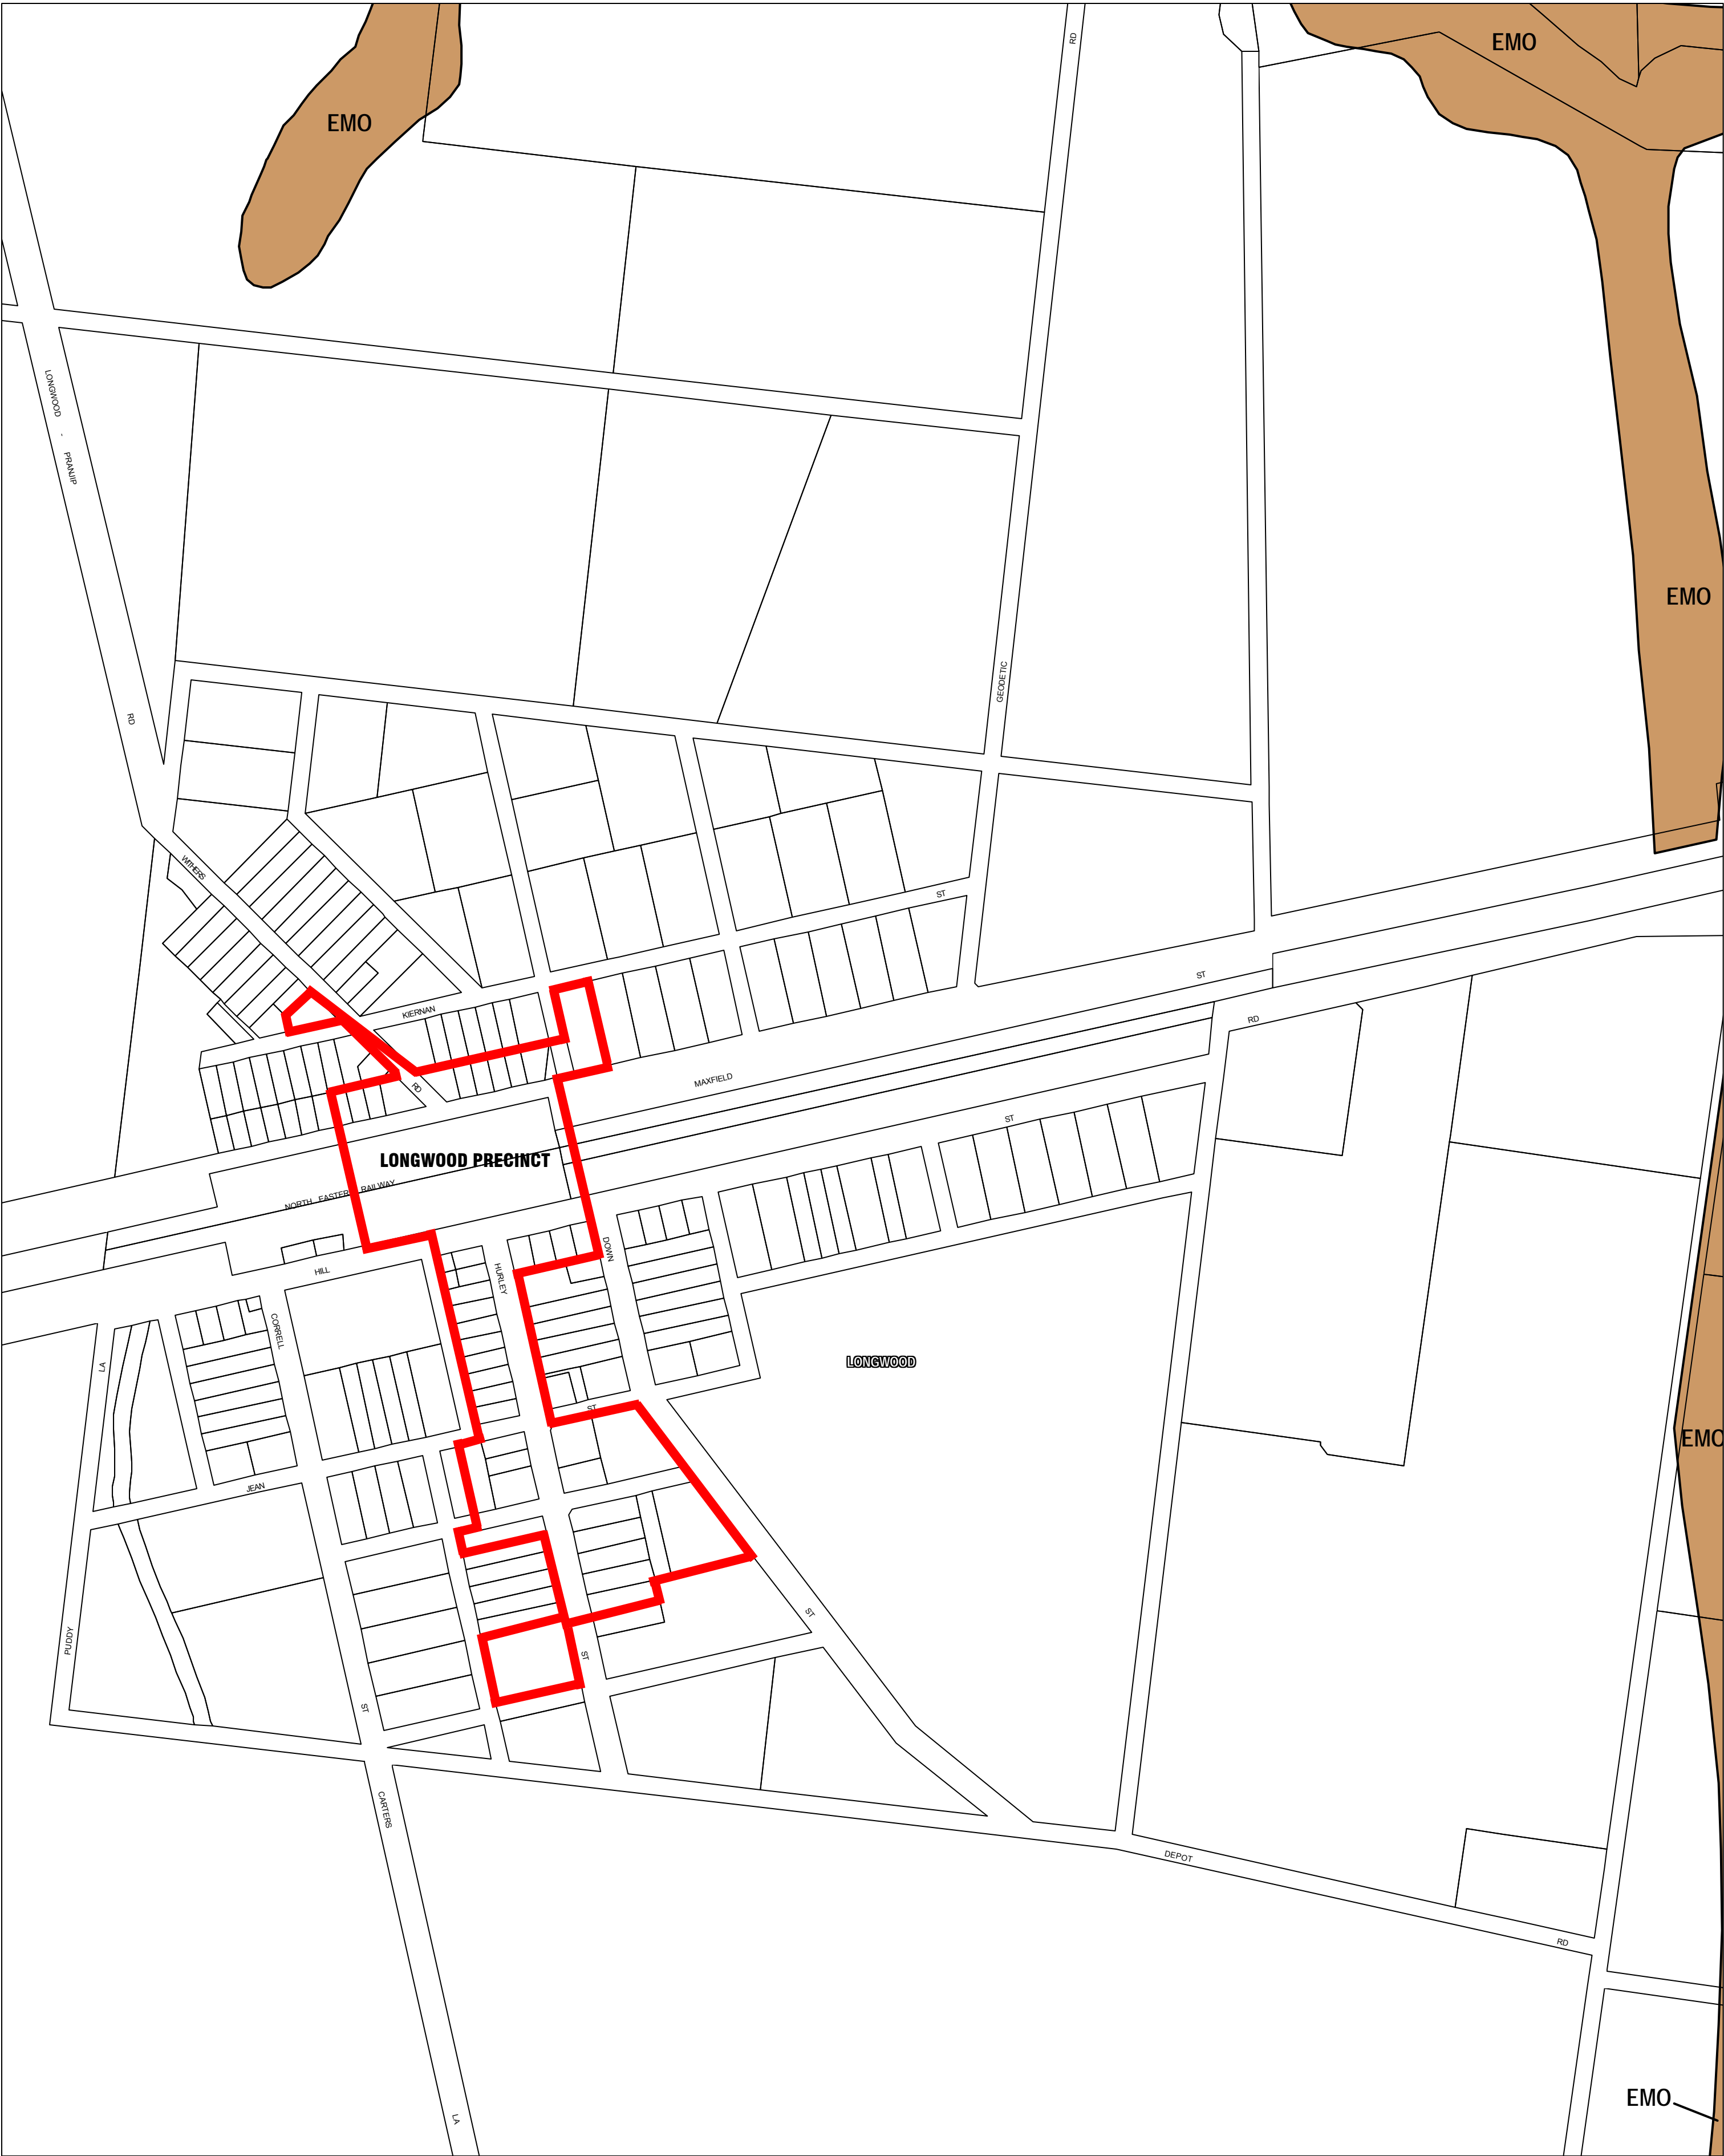 RD
EMO
EMO
LONGWOOD - PRANJIP
EMO
GEODETIC
RD
WITHERS
ST
ST
KIERNAN
RD
MAXFIELD
RD
ST
LONGWOOD PRECINCT
NORTH EASTERN RAILWAY
DOWN
HILL
HURLEY
CORRELL
LA
LONGWOOD
ST
EMO
JEAN
ST
PUDDY
ST
ST
CARTERS
DEPOT
RD
EMO
LA